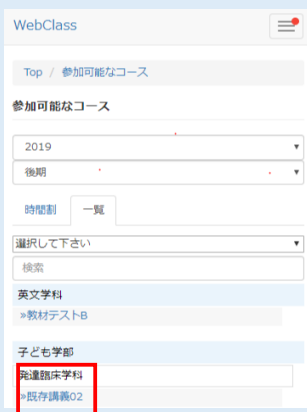 WebClass
Top / 参加可能なコース
参加可能なコース
2019
後期
時間割 一覧
選択して下さい
検索
英文学科
»教材テストB
子ども学部
発達臨床学科
»既存講義02